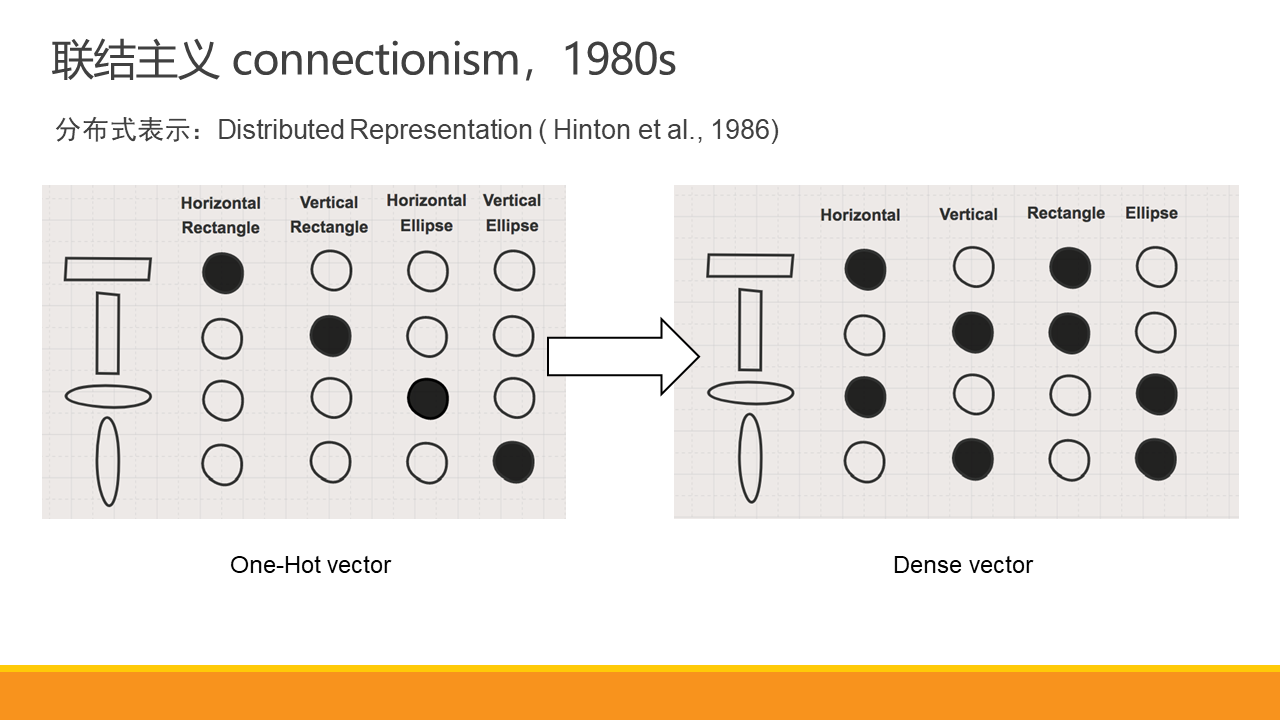 联结主义 connectionism，1980s
分布式表示：Distributed Representation ( Hinton et al., 1986)
Horizontal Rectangle
Vertical Rectangle
Horizontal Ellipse
Vertical Ellipse
Horizontal
Vertical
Rectangle
Ellipse
One-Hot vector
Dense vector